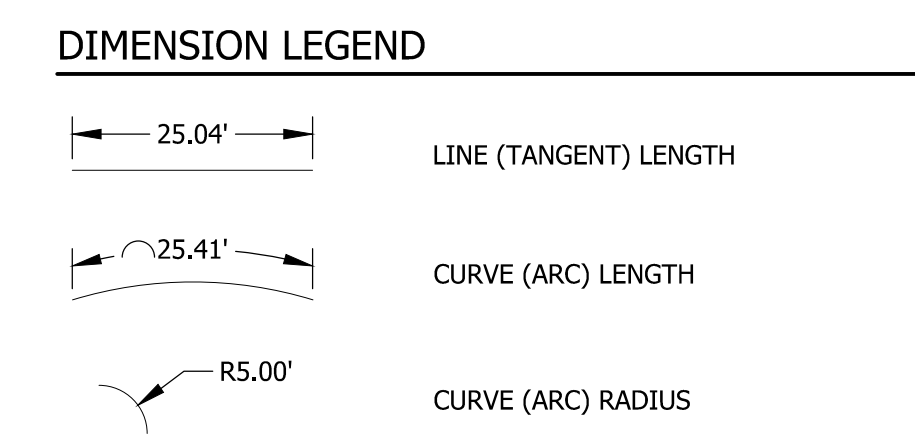 DIMENSION LEGEND
25.04'
LINE (TANGENT) LENGTH
⌒25.41'
CURVE (ARC) LENGTH
R5.00'
CURVE (ARC) RADIUS